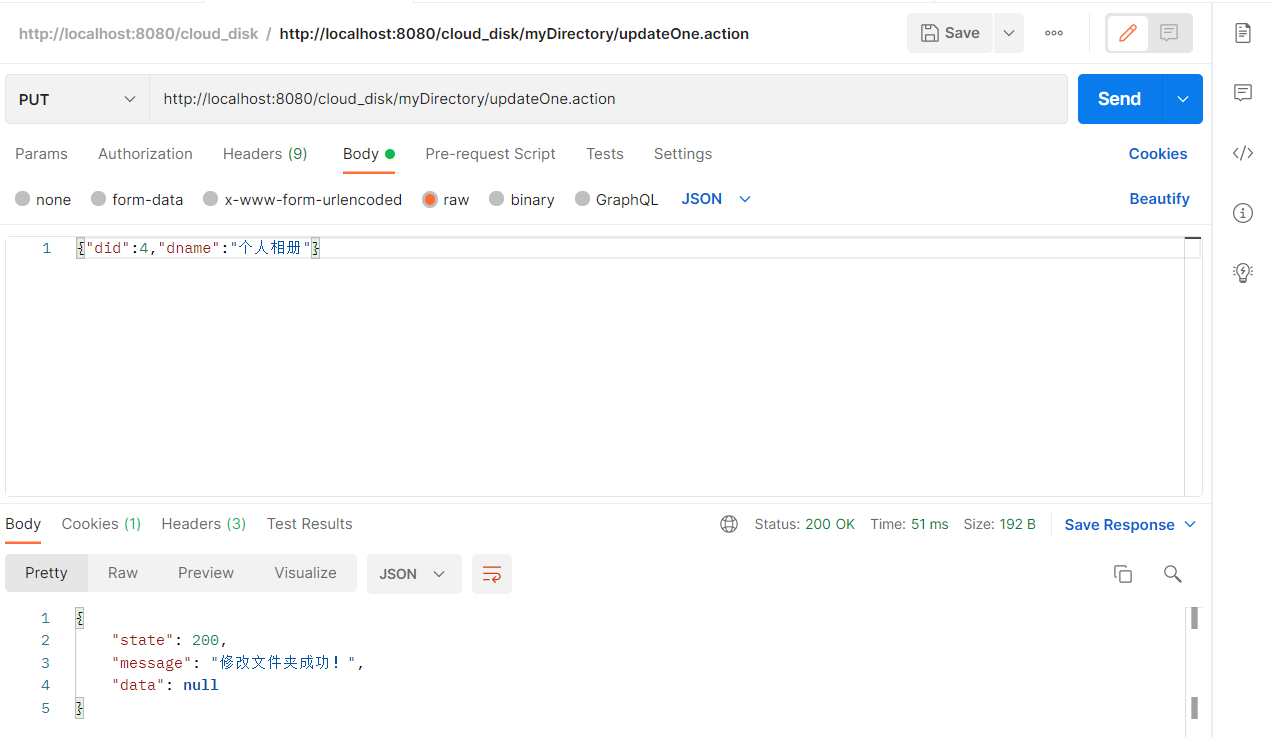 http://localhost:8080/cloud_disk / http://localhost:8080/cloud_disk/myDirectory/updateOne.action Save
PUT http://localhost:8080/cloud_disk/myDirectory/updateOne.action Send
Params Authorization Headers (9) Body Pre-request Script Tests Settings Cookies
none form-data x-www-form-urlencoded raw binary GraphQL JSON Beautify
1 {"did":4,"dname":"个人相册"}
Body Cookies (1) Headers (3) Test Results Status: 200 OK Time: 51 ms Size: 192 B Save Response
Pretty Raw Preview Visualize JSON
1 {
2 "state": 200,
3 "message": "修改文件夹成功！",
4 "data": null
5 }